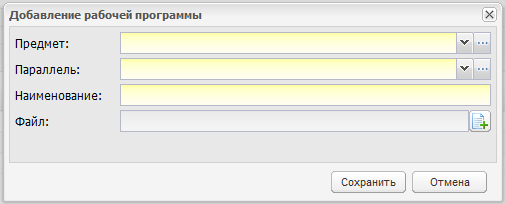 Добавление рабочей программы
Предмет:
Параллель:
Наименование:
Файл:
Сохранить Отмена